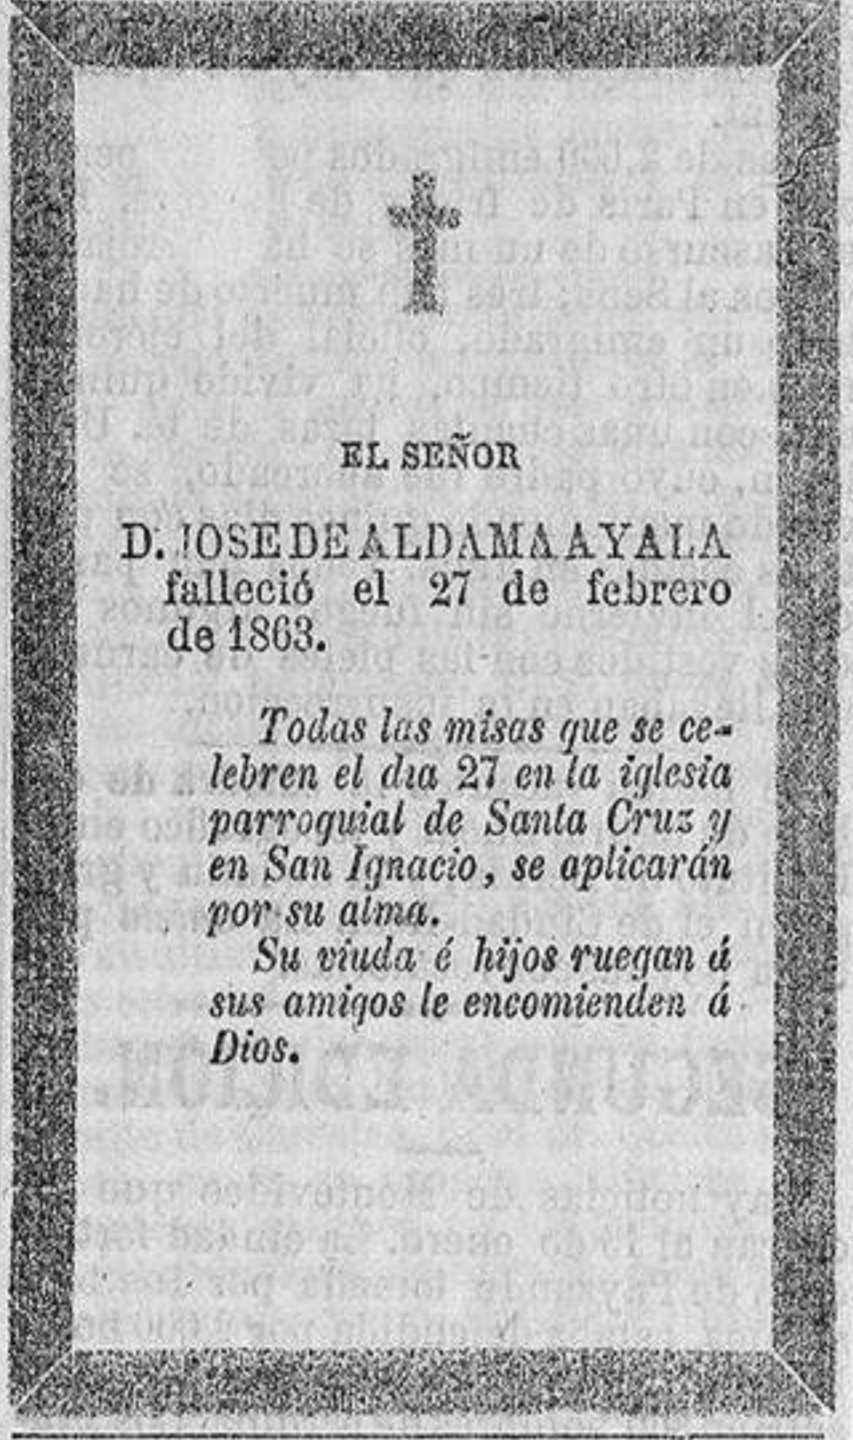 EL SEÑOR
D. JOSE DE ALDAMA AYALA
falleció el 27 de febrero
de 1863.
Todas las misas que se ce-
lebren el dia 27 en la iglesia
parroquial de Santa Cruz y
en San Ignacio, se aplicarán
por su alma.
Su viuda é hijos ruegan á
sus amigos le encomienden á
Dios.